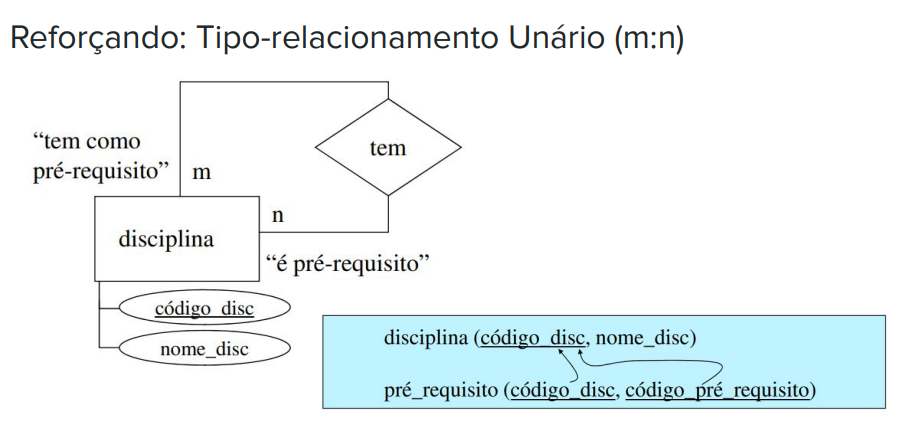 Reforçando: Tipo-relacionamento Unário (m:n)
“tem como
pré-requisito”
m
tem
n
disciplina
“é pré-requisito”
código_disc
nome_disc
disciplina (código_disc, nome_disc)
pré_requisito (código_disc, código_pré_requisito)